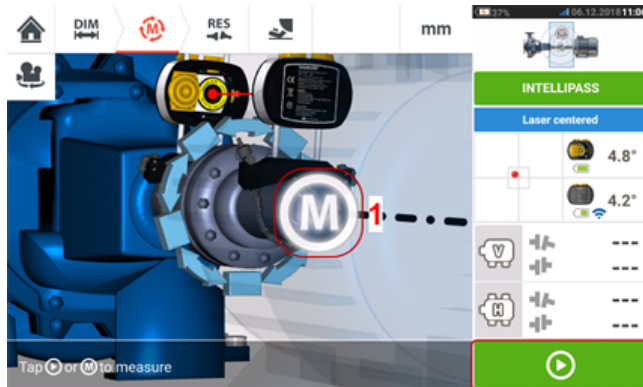 DIM
M
RES
mm
37%
06.12.2018 11:00
INTELLIPASS
Laser centered
4.8°
4.2°
M
1
V
---
---
H
---
---
Tap or M to measure